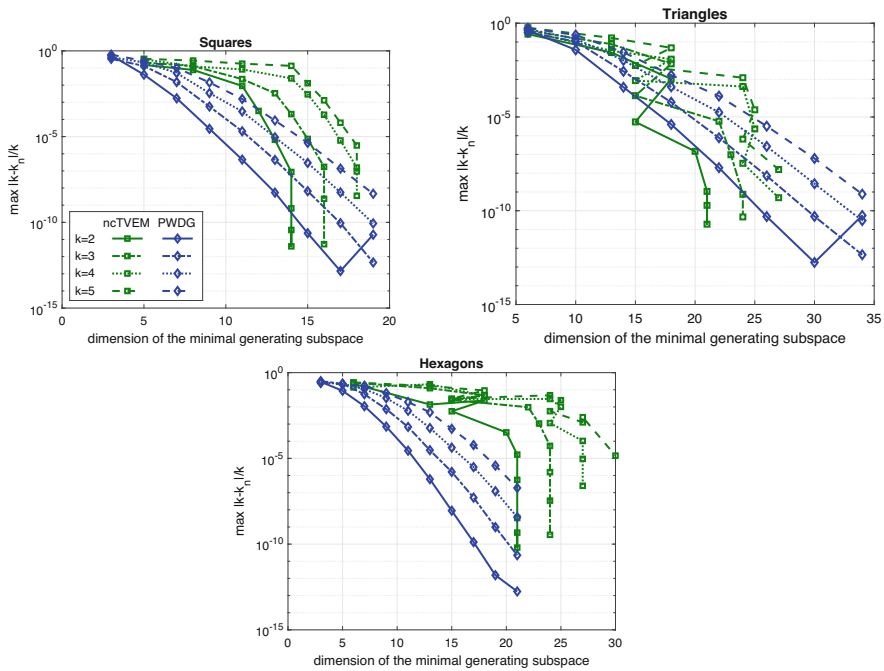 Squares
10^0
10^-5
10^-10
10^-15
max |k-k_n|/k
ncTVEM PWDG
k=2
k=3
k=4
k=5
0 5 10 15 20
dimension of the minimal generating subspace
Triangles
10^0
10^-5
10^-10
10^-15
max |k-k_n|/k
5 10 15 20 25 30 35
dimension of the minimal generating subspace
Hexagons
10^0
10^-5
10^-10
10^-15
max |k-k_n|/k
0 5 10 15 20 25 30
dimension of the minimal generating subspace